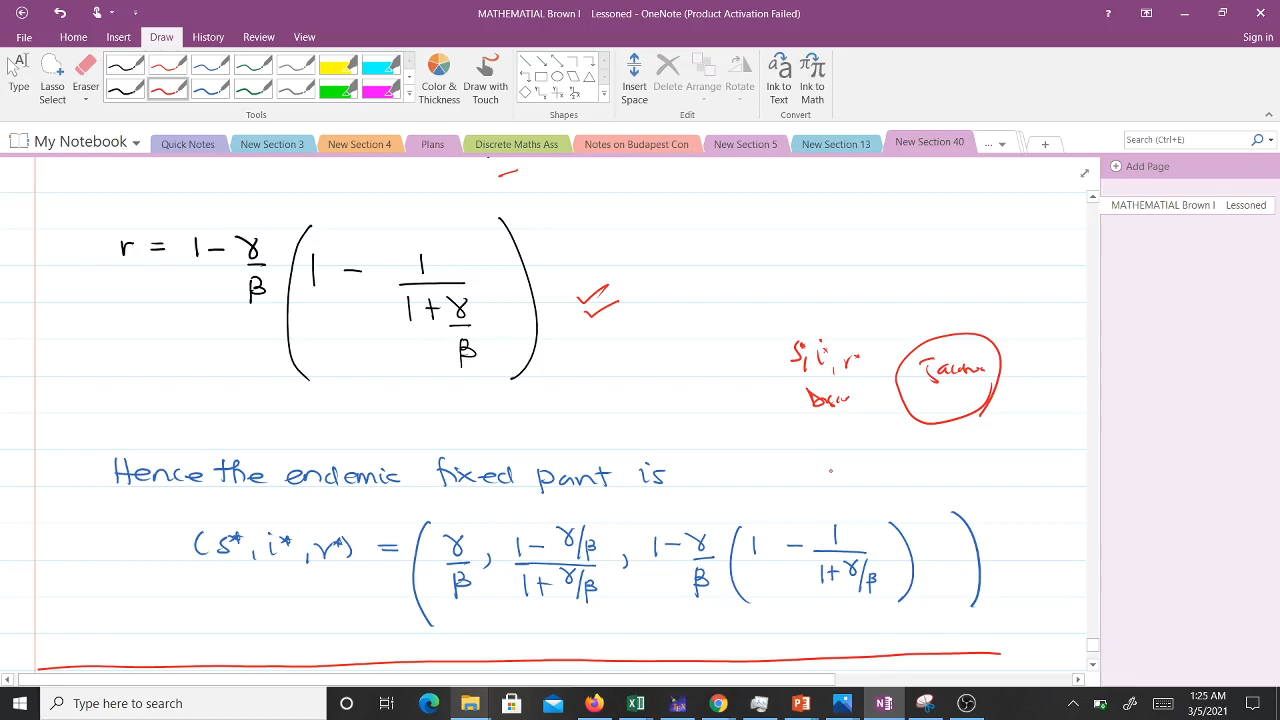 MATHEMATIAL Brown I Lessoned - OneNote (Product Activation Failed)
File Home Insert Draw History Review View Sign in
Type Lasso Select Eraser Color & Thickness Draw with Touch Insert Space Delete Arrange Rotate Ink to Text Ink to Math
Tools Shapes Edit Convert
My Notebook Quick Notes New Section 3 New Section 4 Plans Discrete Maths Ass Notes on Budapest Con New Section 5 New Section 13 New Section 40 ... Search (Ctrl+E)
Add Page
MATHEMATIAL Brown I Lessoned
r = 1 - γ/β (1 - 1/(1 + γ/β))
s*, i*, r*
Hence the endemic fixed pant is
(s*, i*, r*) = (γ/β, (1 - γ/β)/(1 + γ/β), 1 - γ/β (1 - 1/(1 + γ/β)))
Type here to search
1:25 AM
3/5/2021